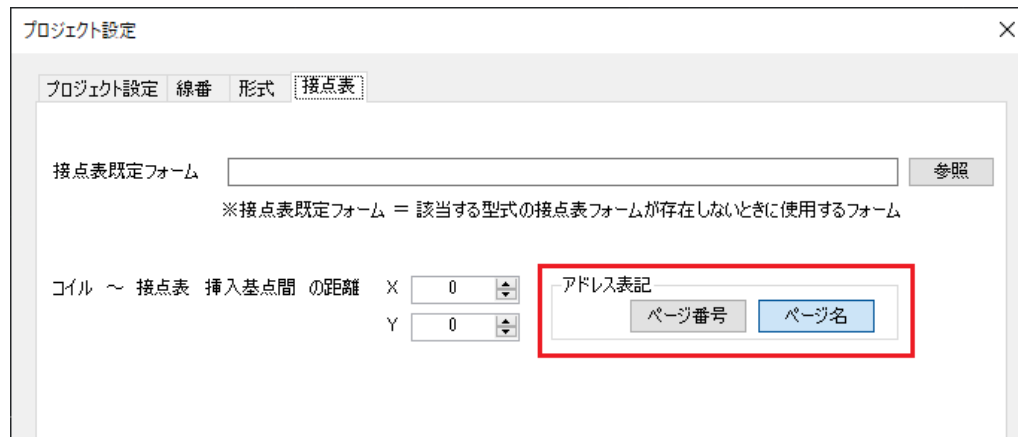 プロジェクト設定
プロジェクト設定 線番 形式 接点表
接点表既定フォーム 参照
※接点表既定フォーム = 該当する型式の接点表フォームが存在しないときに使用するフォーム
コイル ~ 接点表 挿入基点間 の距離 X 0
Y 0
アドレス表記
ページ番号 ページ名